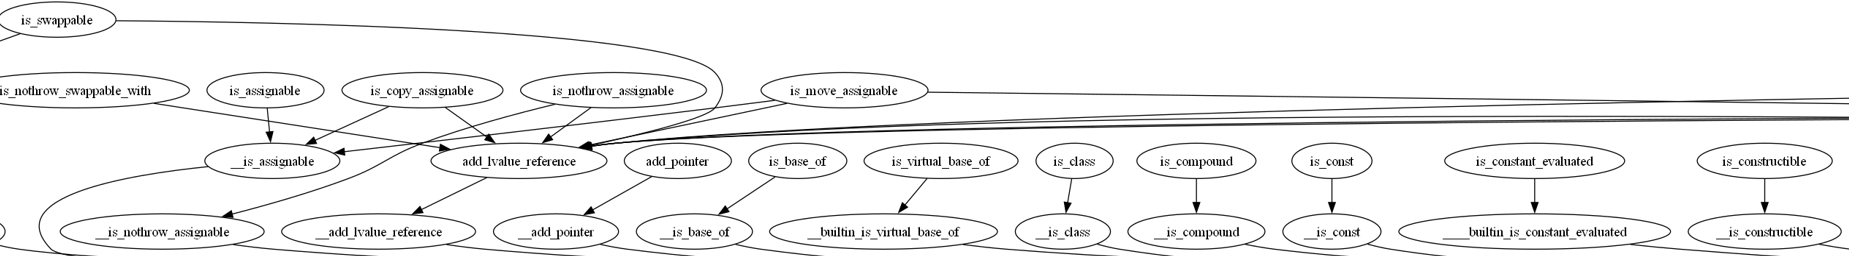 is_swappable
is_nothrow_swappable_with
is_assignable
is_copy_assignable
is_nothrow_assignable
is_move_assignable
__is_assignable
add_lvalue_reference
add_pointer
is_base_of
is_virtual_base_of
is_class
is_compound
is_const
is_constant_evaluated
is_constructible
__is_nothrow_assignable
__add_lvalue_reference
__add_pointer
__is_base_of
__builtin_is_virtual_base_of
__is_class
__is_compound
__is_const
____builtin_is_constant_evaluated
__is_constructible